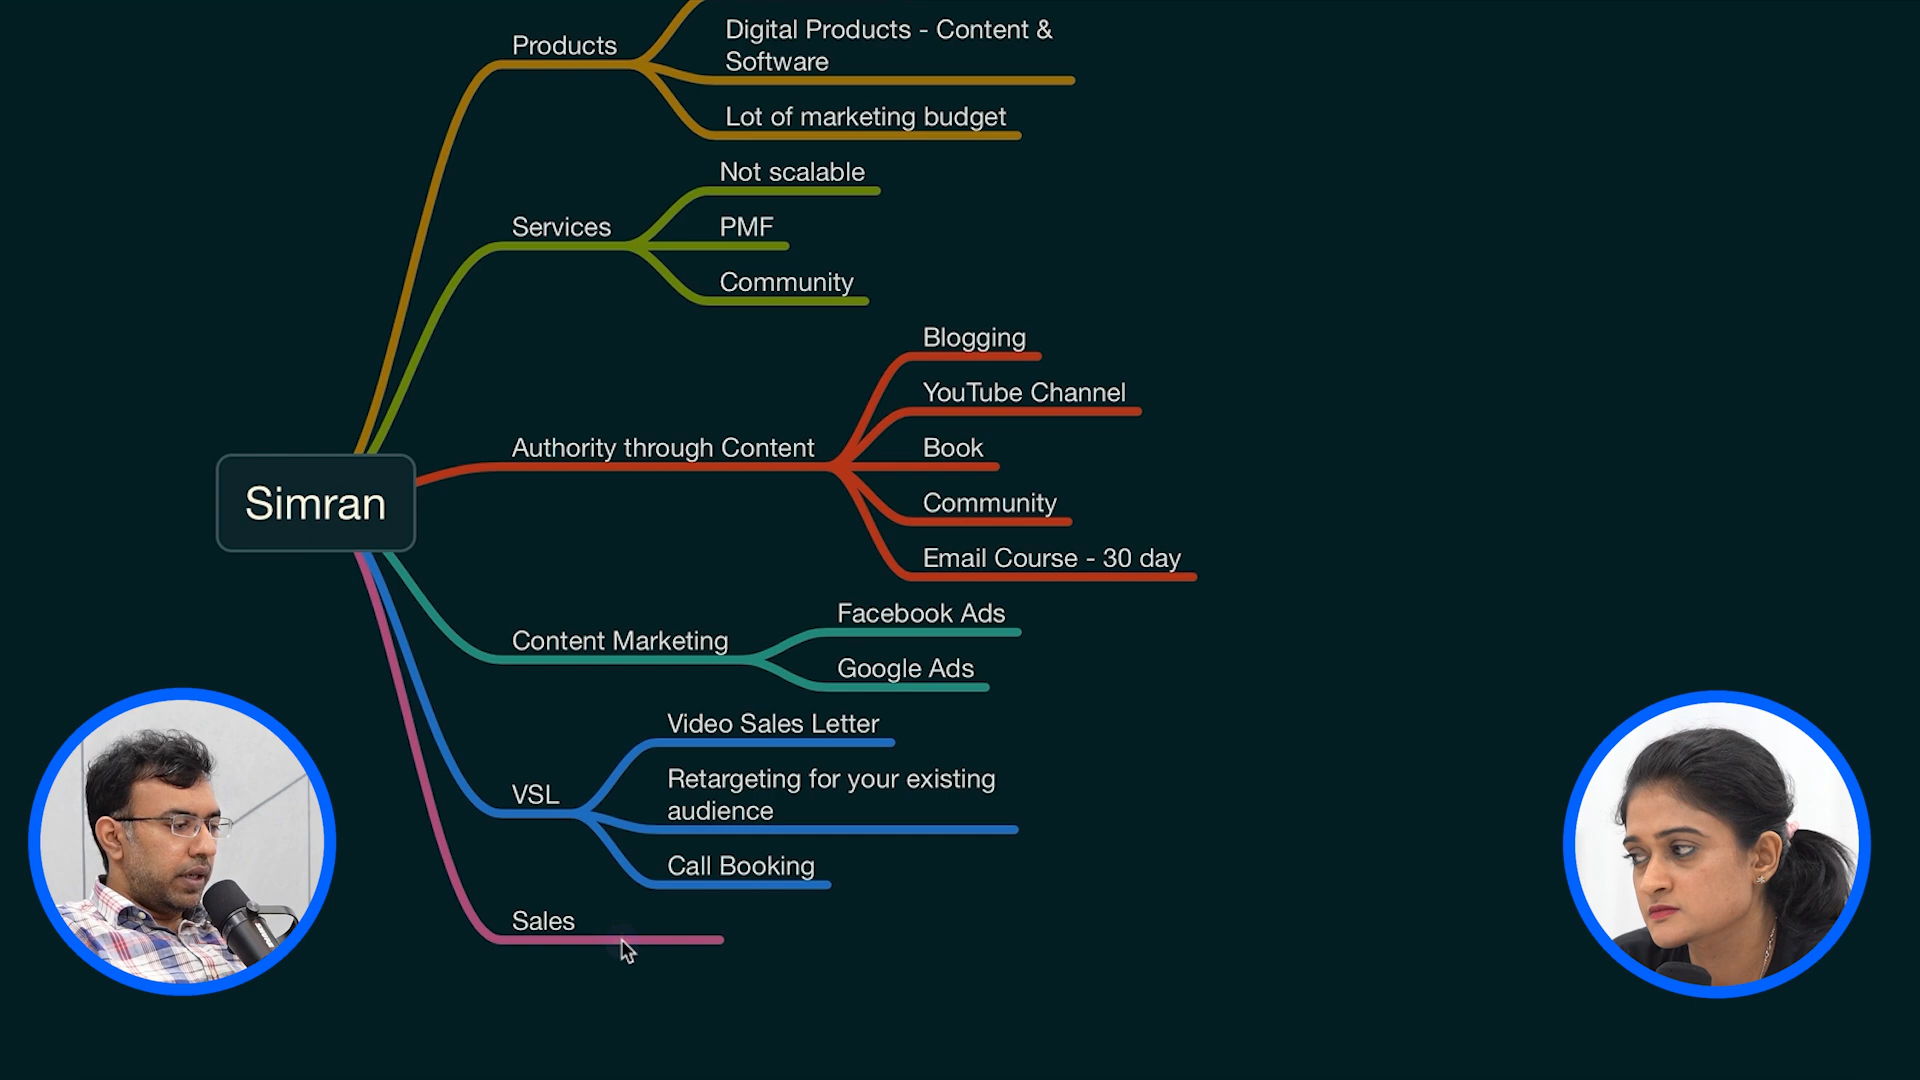 Products
Digital Products - Content &
Software
Lot of marketing budget
Services
Not scalable
PMF
Community
Simran
Authority through Content
Blogging
YouTube Channel
Book
Community
Email Course - 30 day
Content Marketing
Facebook Ads
Google Ads
VSL
Video Sales Letter
Retargeting for your existing
audience
Call Booking
Sales